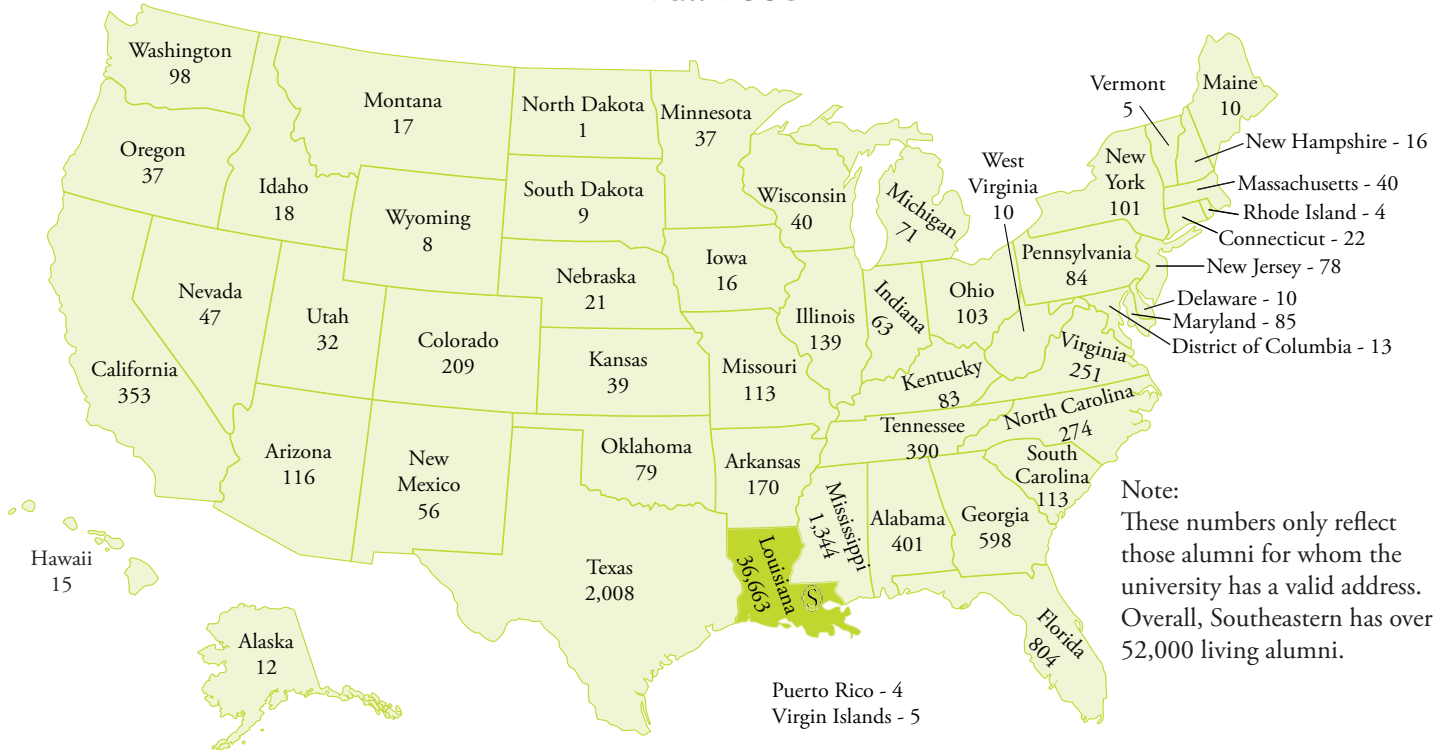 Washington
98
Oregon
37
Idaho
18
Montana
17
Wyoming
8
North Dakota
1
South Dakota
9
Nebraska
21
Kansas
39
Minnesota
37
Iowa
16
Missouri
113
Wisconsin
40
Illinois
139
Michigan
71
Indiana
63
Ohio
103
Kentucky
83
West
Virginia
10
Virginia
251
Pennsylvania
84
New
York
101
Vermont
5
Maine
10
New Hampshire - 16
Massachusetts - 40
Rhode Island - 4
Connecticut - 22
New Jersey - 78
Delaware - 10
Maryland - 85
District of Columbia - 13
California
353
Nevada
47
Utah
32
Colorado
209
Arizona
116
New
Mexico
56
Texas
2,008
Oklahoma
79
Arkansas
170
Louisiana
36,663
S
Mississippi
1,344
Alabama
401
Georgia
598
Florida
804
Tennessee
390
North Carolina
274
South
Carolina
113
Hawaii
15
Alaska
12
Puerto Rico - 4
Virgin Islands - 5
Note:
These numbers only reflect
those alumni for whom the
university has a valid address.
Overall, Southeastern has over
52,000 living alumni.